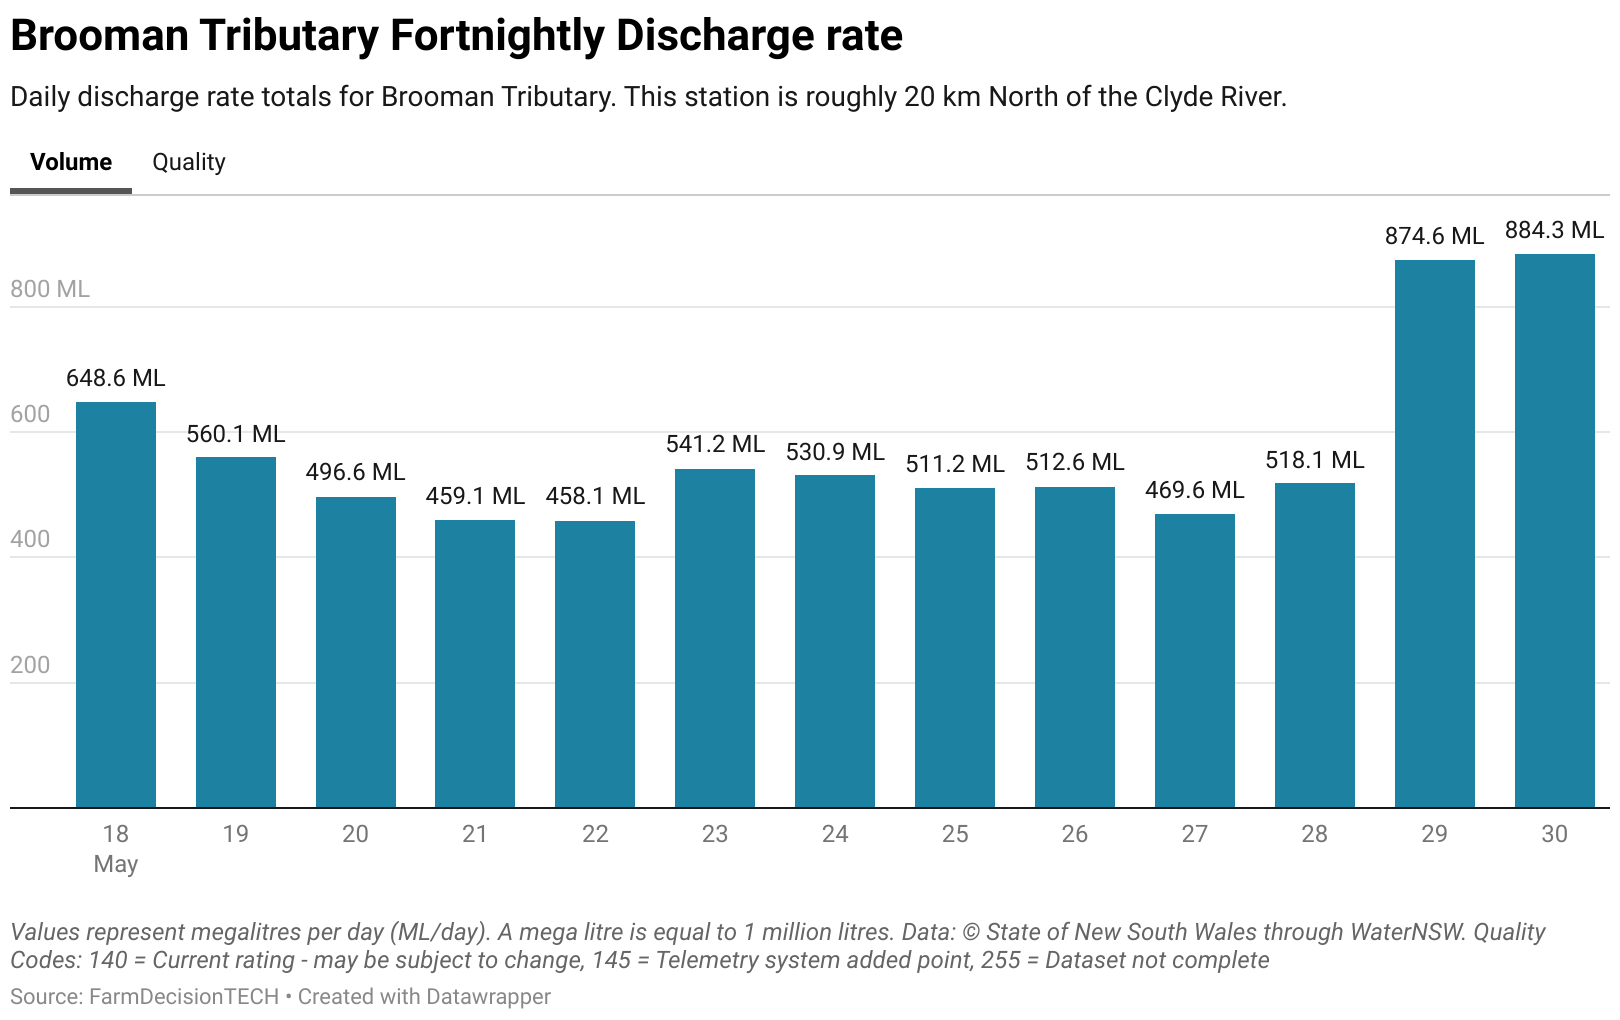 Brooman Tributary Fortnightly Discharge rate
Daily discharge rate totals for Brooman Tributary. This station is roughly 20 km North of the Clyde River.
Volume Quality
874.6 ML 884.3 ML
800 ML
648.6 ML
600
560.1 ML 496.6 ML 459.1 ML 458.1 ML 541.2 ML 530.9 ML 511.2 ML 512.6 ML 469.6 ML 518.1 ML
400
200
18 19 20 21 22 23 24 25 26 27 28 29 30
May
Values represent megalitres per day (ML/day). A mega litre is equal to 1 million litres. Data: © State of New South Wales through WaterNSW. Quality
Codes: 140 = Current rating - may be subject to change, 145 = Telemetry system added point, 255 = Dataset not complete
Source: FarmDecisionTECH • Created with Datawrapper